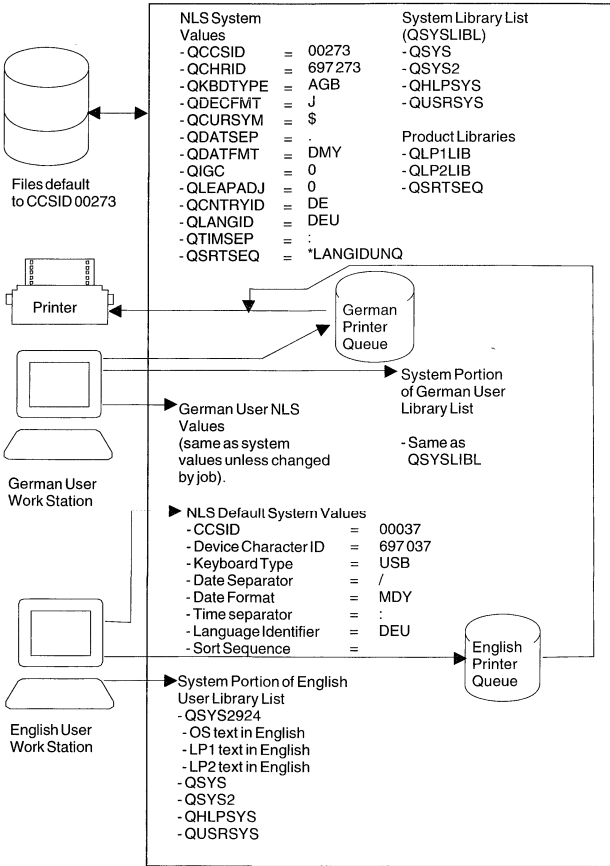 NLS System
Values
- QCCSID = 00273
- QCHRID = 697 273
- QKBDTYPE = AGB
- QDECFMT = J
- QCURSYM = $
- QDATSEP = .
- QDATFMT = DMY
- QIGC = 0
- QLEAPADJ = 0
- QCNTRYID = DE
- QLANGID = DEU
- QTIMSEP = :
- QSRTSEQ = *LANGIDUNQ
System Library List
(QSYSLIBL)
- QSYS
- QSYS2
- QHLPSYS
- QUSRSYS
Product Libraries
- QLP1LIB
- QLP2LIB
- QSRTSEQ
Files default
to CCSID 00273
Printer
German
Printer
Queue
System Portion
of German User
Library List
- Same as
QSYSLIBL
German User NLS
Values
(same as system
values unless changed
by job).
German User
Work Station
NLS Default System Values
- CCSID = 00037
- Device Character ID = 697 037
- Keyboard Type = USB
- Date Separator = /
- Date Format = MDY
- Time separator = :
- Language Identifier = DEU
- Sort Sequence =
English
Printer
Queue
System Portion of English
User Library List
- QSYS2924
- OS text in English
- LP1 text in English
- LP2 text in English
- QSYS
- QSYS2
- QHLPSYS
- QUSRSYS
English User
Work Station